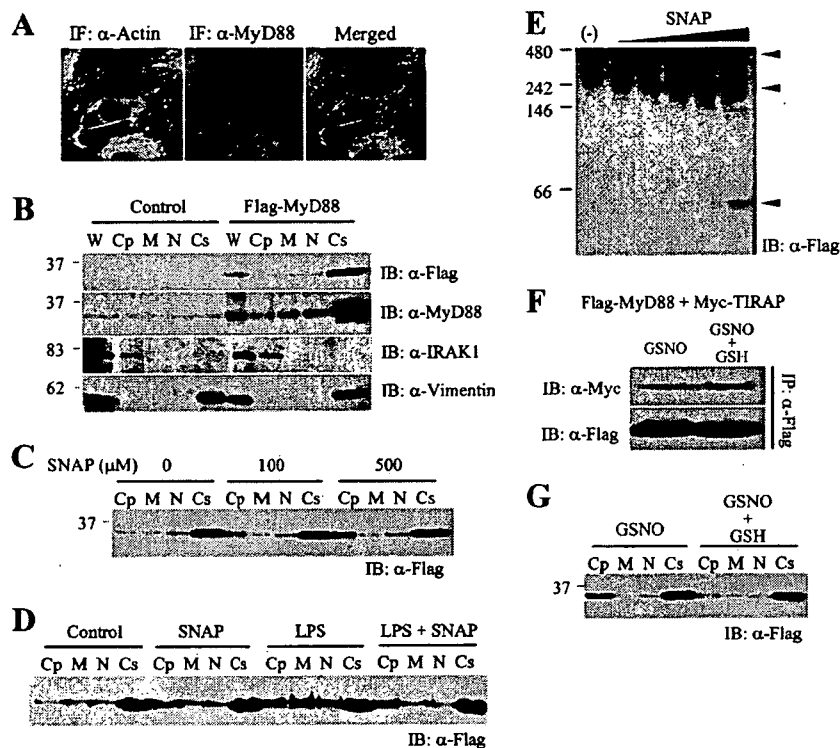 A
IF: α-Actin IF: α-MyD88 Merged
B
Control Flag-MyD88
W Cp M N Cs W Cp M N Cs
37
IB: α-Flag
37
IB: α-MyD88
83
IB: α-IRAK1
62
IB: α-Vimentin
C
SNAP (μM) 0 100 500
Cp M N Cs Cp M N Cs Cp M N Cs
37
IB: α-Flag
D
Control SNAP LPS LPS + SNAP
Cp M N Cs Cp M N Cs Cp M N Cs Cp M N Cs
IB: α-Flag
E
SNAP
(-)
480
242
146
66
IB: α-Flag
F
Flag-MyD88 + Myc-TIRAP
GSNO
GSNO
+
GSH
IB: α-Myc
IB: α-Flag
IP: α-Flag
G
GSNO
GSNO
+
GSH
Cp M N Cs Cp M N Cs
37
IB: α-Flag